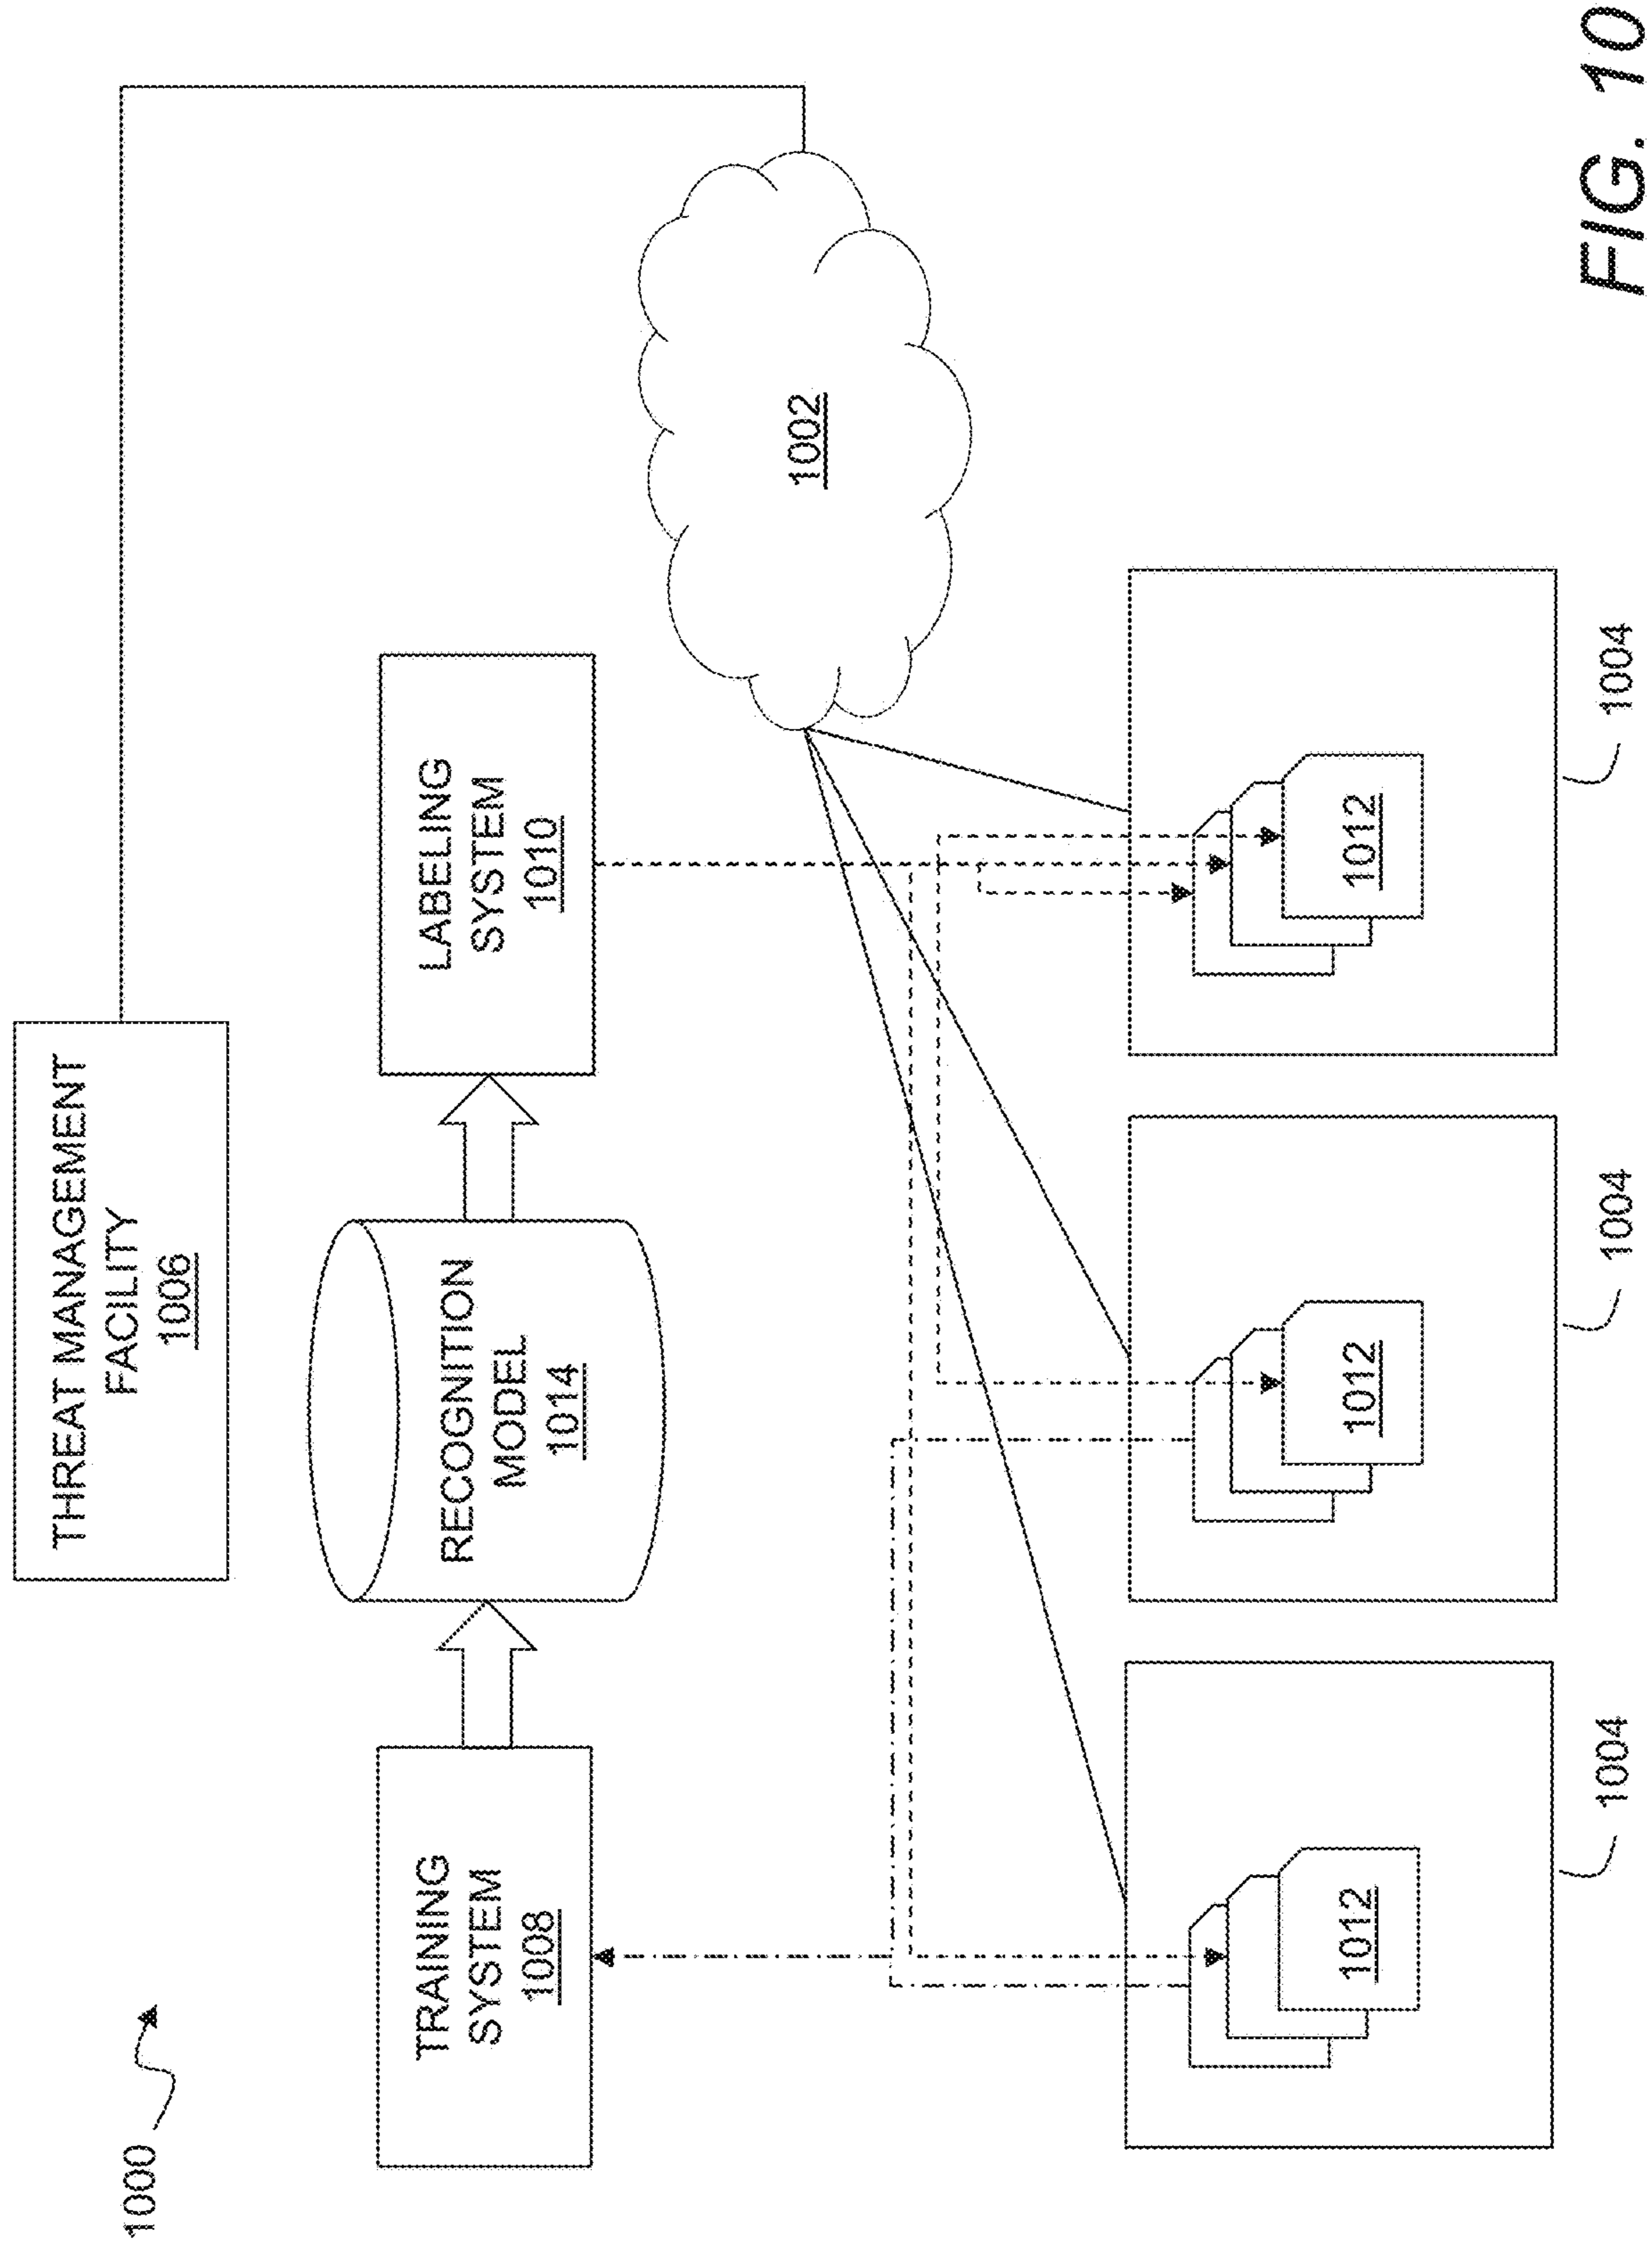 1000
THREAT MANAGEMENT
FACILITY
1006
TRAINING
SYSTEM
1008
RECOGNITION
MODEL
1014
LABELING
SYSTEM
1010
1002
1012
1012
1012
1004
1004
1004
FIG. 10